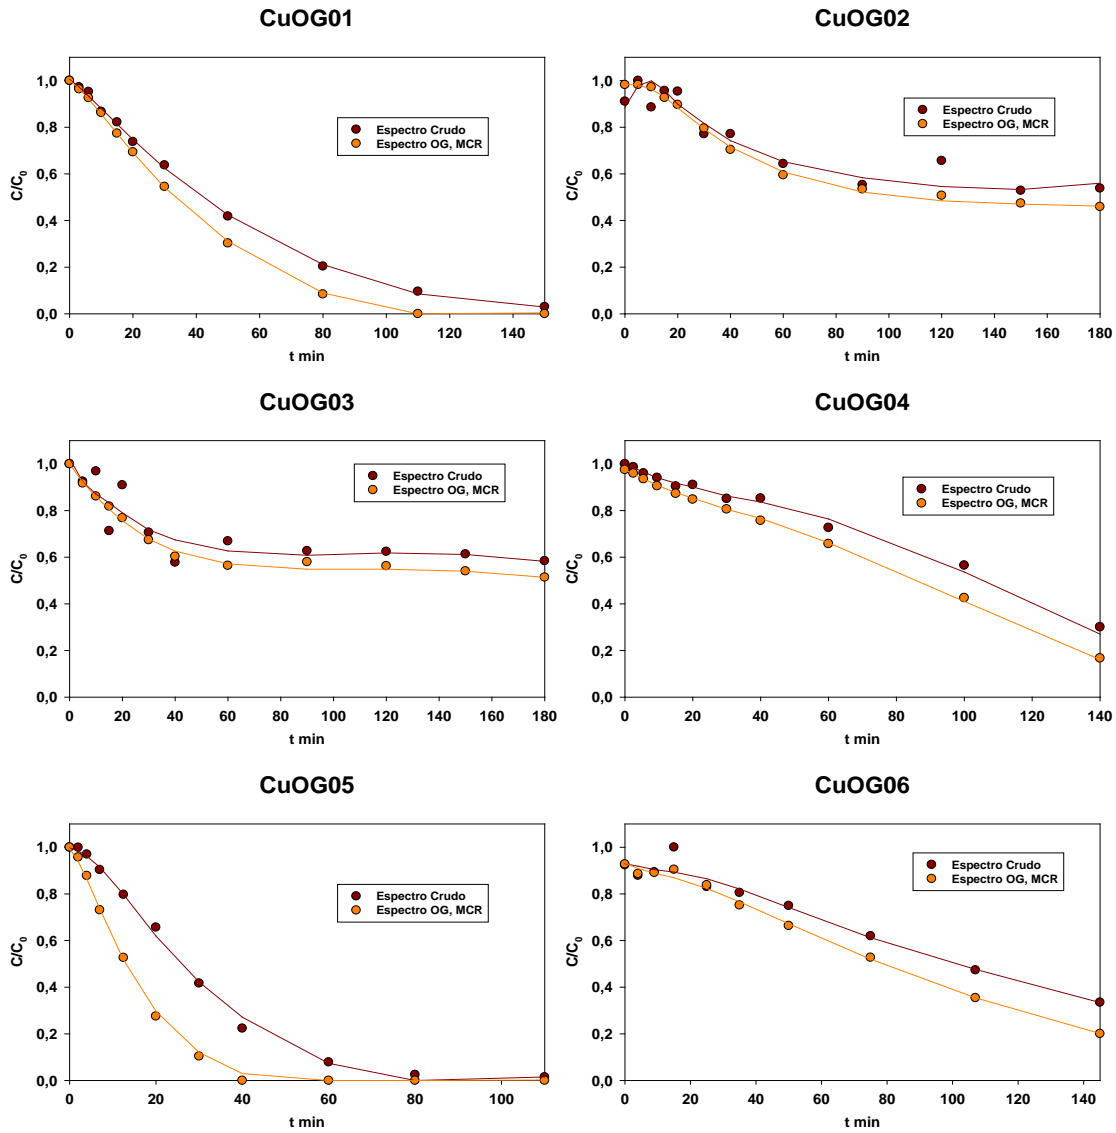 CuOG01
CuOG02
C/C0
1,0
0,8
0,6
0,4
0,2
0,0
Espectro Crudo
Espectro OG, MCR
0 20 40 60 80 100 120 140
t min
C/C0
1,0
0,8
0,6
0,4
0,2
0,0
Espectro Crudo
Espectro OG, MCR
0 20 40 60 80 100 120 140 160 180
t min
CuOG03
CuOG04
C/C0
1,0
0,8
0,6
0,4
0,2
0,0
Espectro Crudo
Espectro OG, MCR
0 20 40 60 80 100 120 140 160 180
t min
C/C0
1,0
0,8
0,6
0,4
0,2
0,0
Espectro Crudo
Espectro OG, MCR
0 20 40 60 80 100 120 140
t min
CuOG05
CuOG06
C/C0
1,0
0,8
0,6
0,4
0,2
0,0
Espectro Crudo
Espectro OG, MCR
0 20 40 60 80 100
t min
C/C0
1,0
0,8
0,6
0,4
0,2
0,0
Espectro Crudo
Espectro OG, MCR
0 20 40 60 80 100 120 140
t min